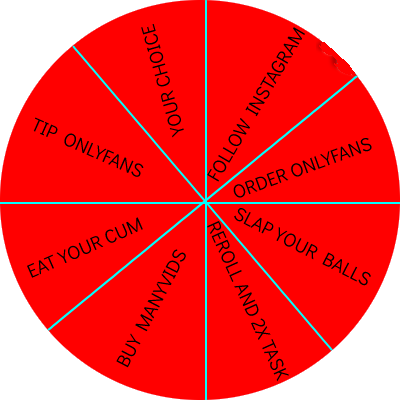 YOUR CHOICE
FOLLOW INSTAGRAM
ORDER ONLYFANS
SLAP YOUR BALLS
REROLL AND 2X TASK
BUY MANYVIDS
EAT YOUR CUM
TIP ONLYFANS